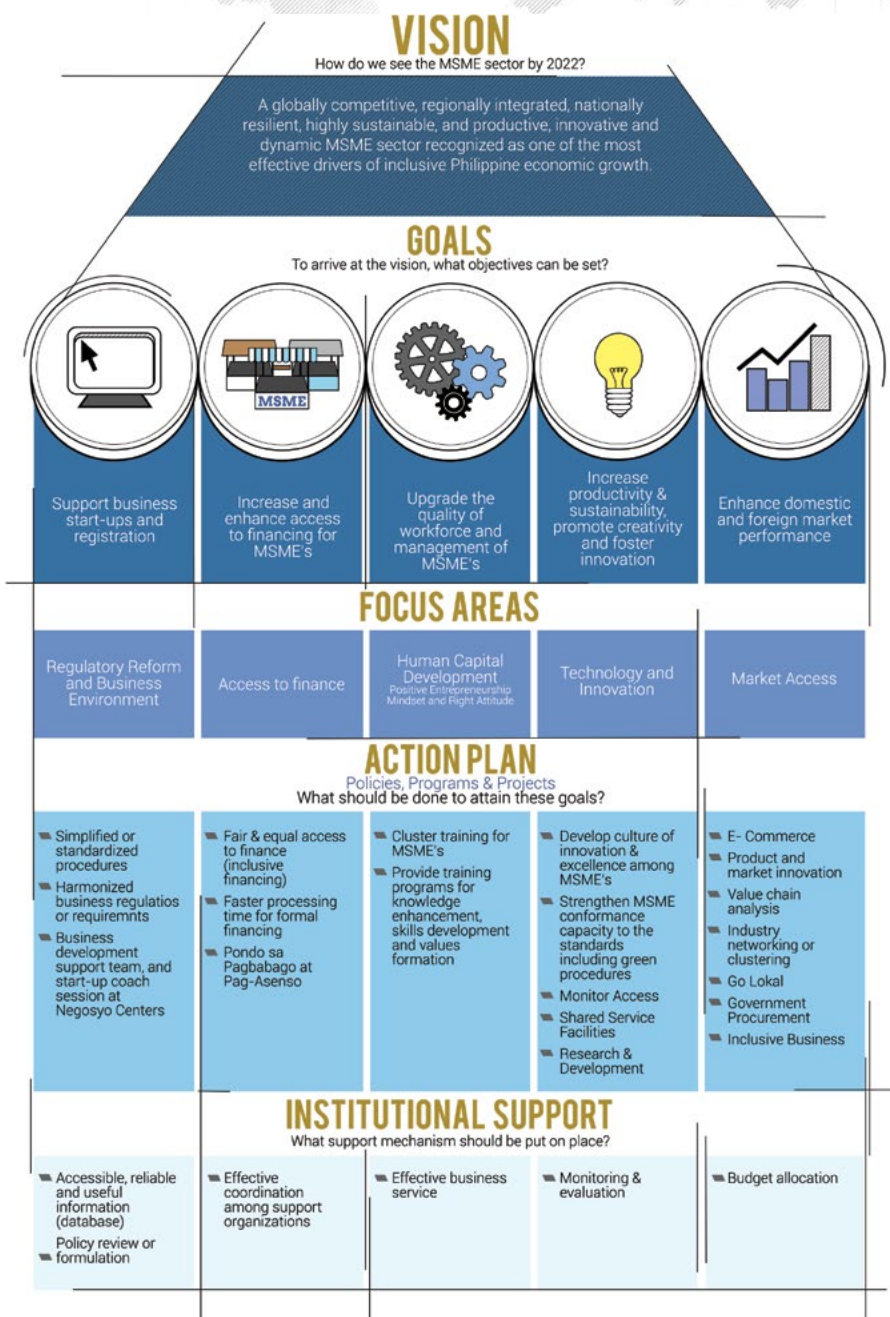 VISION
How do we see the MSME sector by 2022?
A globally competitive, regionally integrated, nationally
resilient, highly sustainable, and productive, innovative and
dynamic MSME sector recognized as one of the most
effective drivers of inclusive Philippine economic growth.
GOALS
To arrive at the vision, what objectives can be set?
MSME
Support business
start-ups and
registration
Increase and
enhance access
to financing for
MSME's
Upgrade the
quality of
workforce and
management of
MSME's
Increase
productivity &
sustainability,
promote creativity
and foster
innovation
Enhance domestic
and foreign market
performance
FOCUS AREAS
Regulatory Reform
and Business
Environment
Access to finance
Human Capital
Development
Positive Entrepreneurship
Mindset and Right Attitude
Technology and
Innovation
Market Access
ACTION PLAN
Policies, Programs & Projects
What should be done to attain these goals?
Simplified or
standardized
procedures
Harmonized
business regulatios
or requiremnts
Business
development
support team, and
start-up coach
session at
Negosyo Centers
Fair & equal access
to finance
(inclusive
financing)
Faster processing
time for formal
financing
Pondo sa
Pagbabago at
Pag-Asenso
Cluster training for
MSME's
Provide training
programs for
knowledge
enhancement,
skills development
and values
formation
Develop culture of
innovation &
excellence among
MSME's
Strengthen MSME
conformance
capacity to the
standards
including green
procedures
Monitor Access
Shared Service
Facilities
Research &
Development
E- Commerce
Product and
market innovation
Value chain
analysis
Industry
networking or
clustering
Go Lokal
Government
Procurement
Inclusive Business
INSTITUTIONAL SUPPORT
What support mechanism should be put on place?
Accessible, reliable
and useful
information
(database)
Policy review or
formulation
Effective
coordination
among support
organizations
Effective business
service
Monitoring &
evaluation
Budget allocation